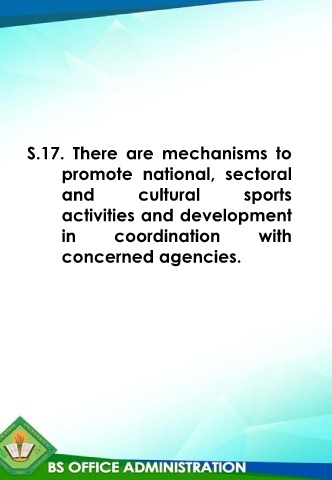 S.17. There are mechanisms to
promote national, sectoral
and cultural sports
activities and development
in coordination with
concerned agencies.
BS OFFICE ADMINISTRATION